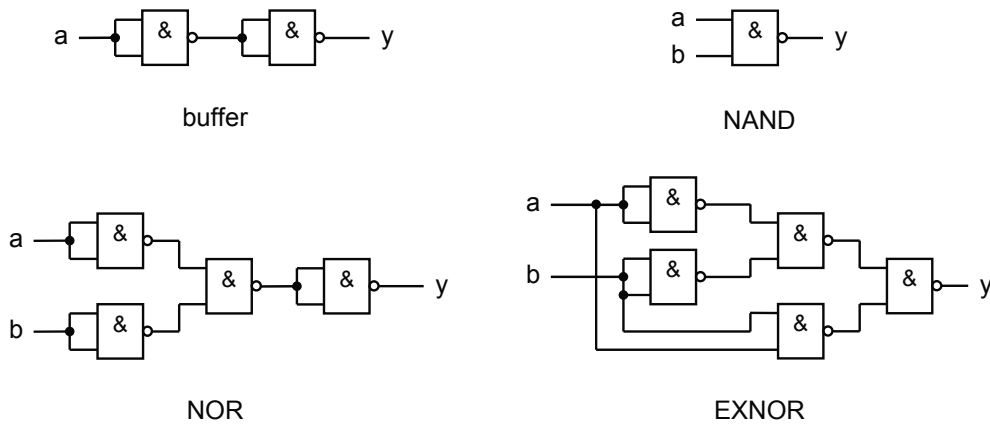 a & & y
buffer
a & y
b
NAND
a & & & y
b &
NOR
a & & & y
b & &
EXNOR